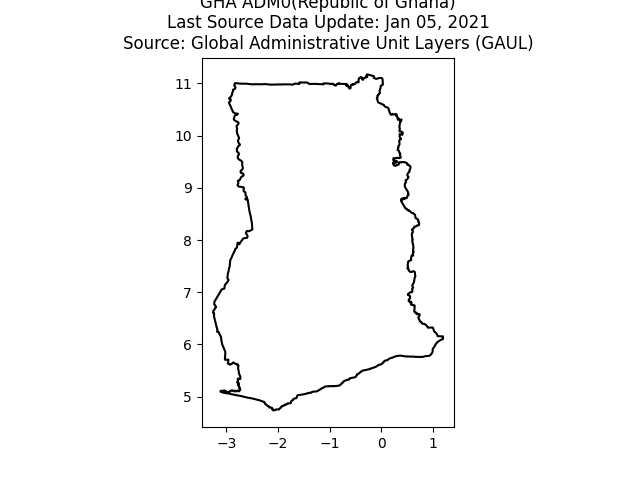 GHA ADM0(Republic of Ghana)
Last Source Data Update: Jan 05, 2021
Source: Global Administrative Unit Layers (GAUL)
11
10
9
8
7
6
5
−3 −2 −1 0 1